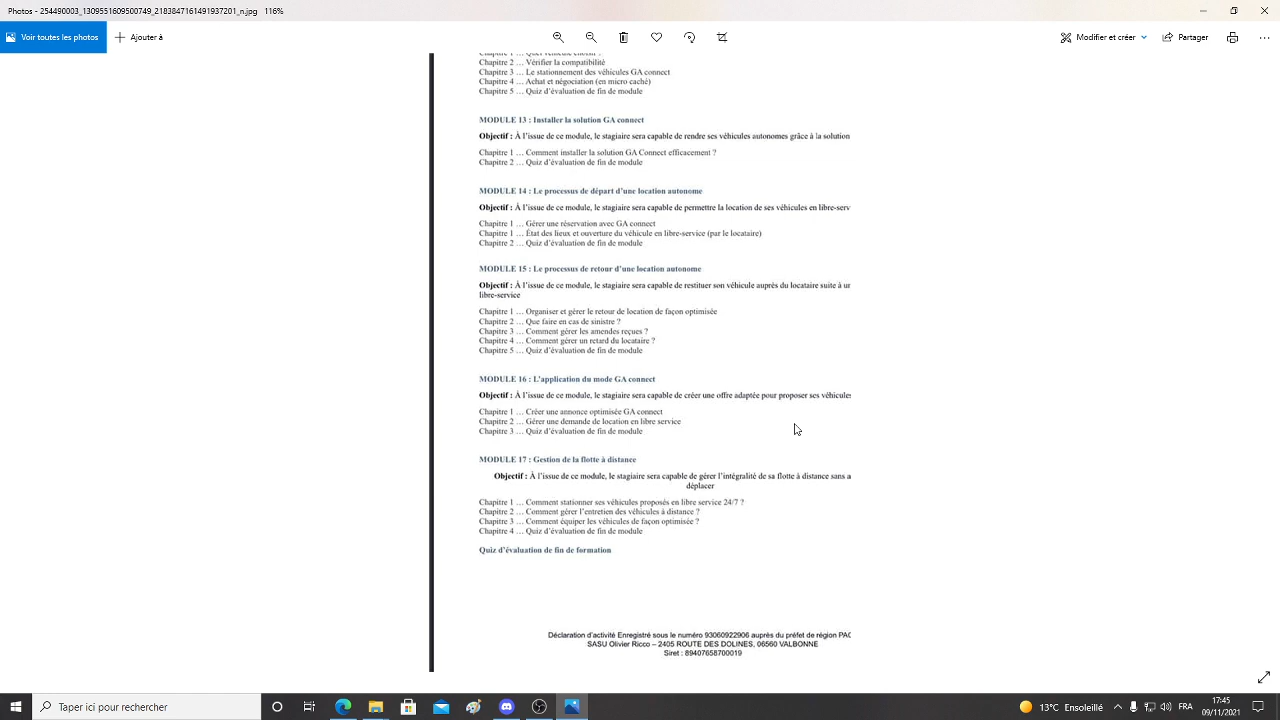 Photos - 254490003_1309551609500749_2183847161491937201_n.jpg - 116%
Voir toutes les photos
Ajouter à
Modifier et créer
Partager
Chapitre 1 … Quel véhicule choisir ?
Chapitre 2 … Vérifier la compatibilité
Chapitre 3 … Le stationnement des véhicules GA connect
Chapitre 4 … Achat et négociation (en micro caché)
Chapitre 5 … Quiz d’évaluation de fin de module
MODULE 13 : Installer la solution GA connect
Objectif : À l’issue de ce module, le stagiaire sera capable de rendre ses véhicules autonomes grâce à la solution
Chapitre 1 … Comment installer la solution GA Connect efficacement ?
Chapitre 2 … Quiz d’évaluation de fin de module
MODULE 14 : Le processus de départ d’une location autonome
Objectif : À l’issue de ce module, le stagiaire sera capable de permettre la location de ses véhicules en libre-serv
Chapitre 1 … Gérer une réservation avec GA connect
Chapitre 1 … État des lieux et ouverture du véhicule en libre-service (par le locataire)
Chapitre 2 … Quiz d’évaluation de fin de module
MODULE 15 : Le processus de retour d’une location autonome
Objectif : À l’issue de ce module, le stagiaire sera capable de restituer son véhicule auprès du locataire suite à un
libre-service
Chapitre 1 … Organiser et gérer le retour de location de façon optimisée
Chapitre 2 … Que faire en cas de sinistre ?
Chapitre 3 … Comment gérer les amendes reçues ?
Chapitre 4 … Comment gérer un retard du locataire ?
Chapitre 5 … Quiz d’évaluation de fin de module
MODULE 16 : L’application du mode GA connect
Objectif : À l’issue de ce module, le stagiaire sera capable de créer une offre adaptée pour proposer ses véhicules
Chapitre 1 … Créer une annonce optimisée GA connect
Chapitre 2 … Gérer une demande de location en libre service
Chapitre 3 … Quiz d’évaluation de fin de module
MODULE 17 : Gestion de la flotte à distance
Objectif : À l’issue de ce module, le stagiaire sera capable de gérer l’intégralité de sa flotte à distance sans a
déplacer
Chapitre 1 … Comment stationner ses véhicules proposés en libre service 24/7 ?
Chapitre 2 … Comment gérer l’entretien des véhicules à distance ?
Chapitre 3 … Comment équiper les véhicules de façon optimisée ?
Chapitre 4 … Quiz d’évaluation de fin de module
Quiz d’évaluation de fin de formation
Déclaration d’activité Enregistré sous le numéro 93060922906 auprès du préfet de région PAC
SASU Olivier Ricco – 2405 ROUTE DES DOLINES, 06560 VALBONNE
Siret : 89407658700019
Taper ici pour rechercher
13°C Ensoleillé
FRA
17:45
09/11/2021